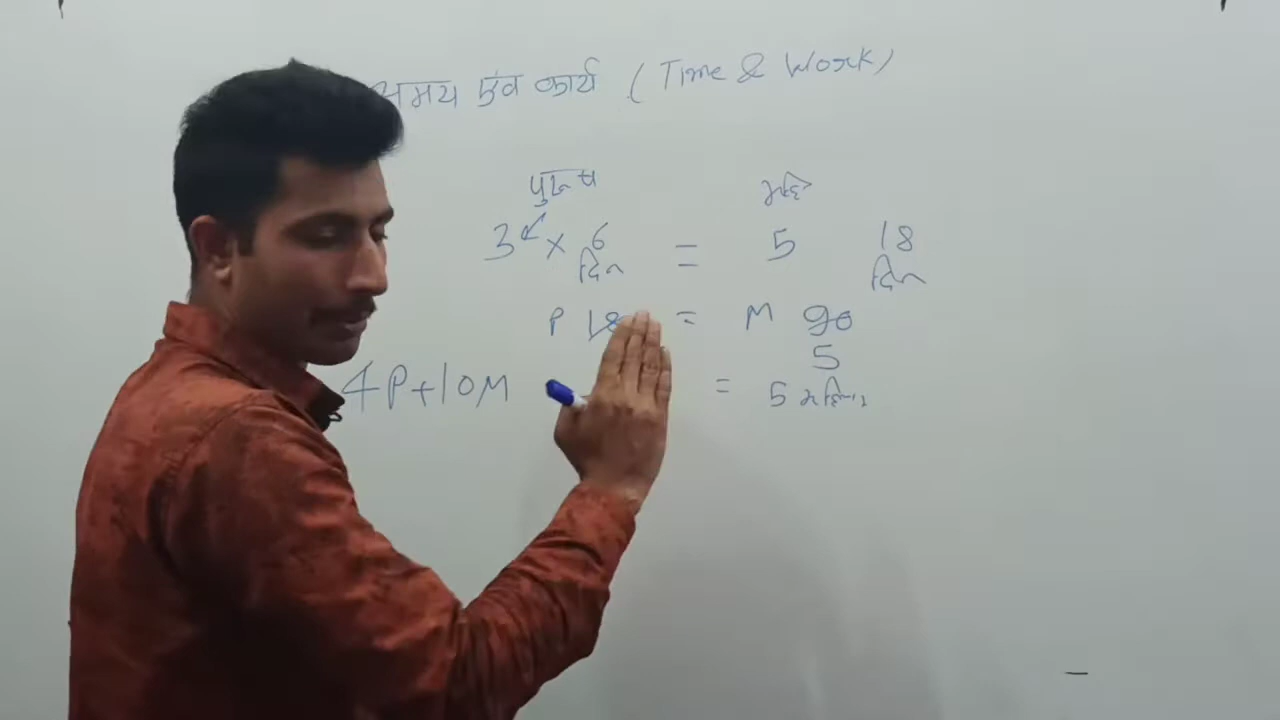 समय एवं कार्य (Time & Work)
पुरूष महि
3 × 6 = 5 18
दिन दिन
P 18 = M 90
5
4P+10M = 5 महिला